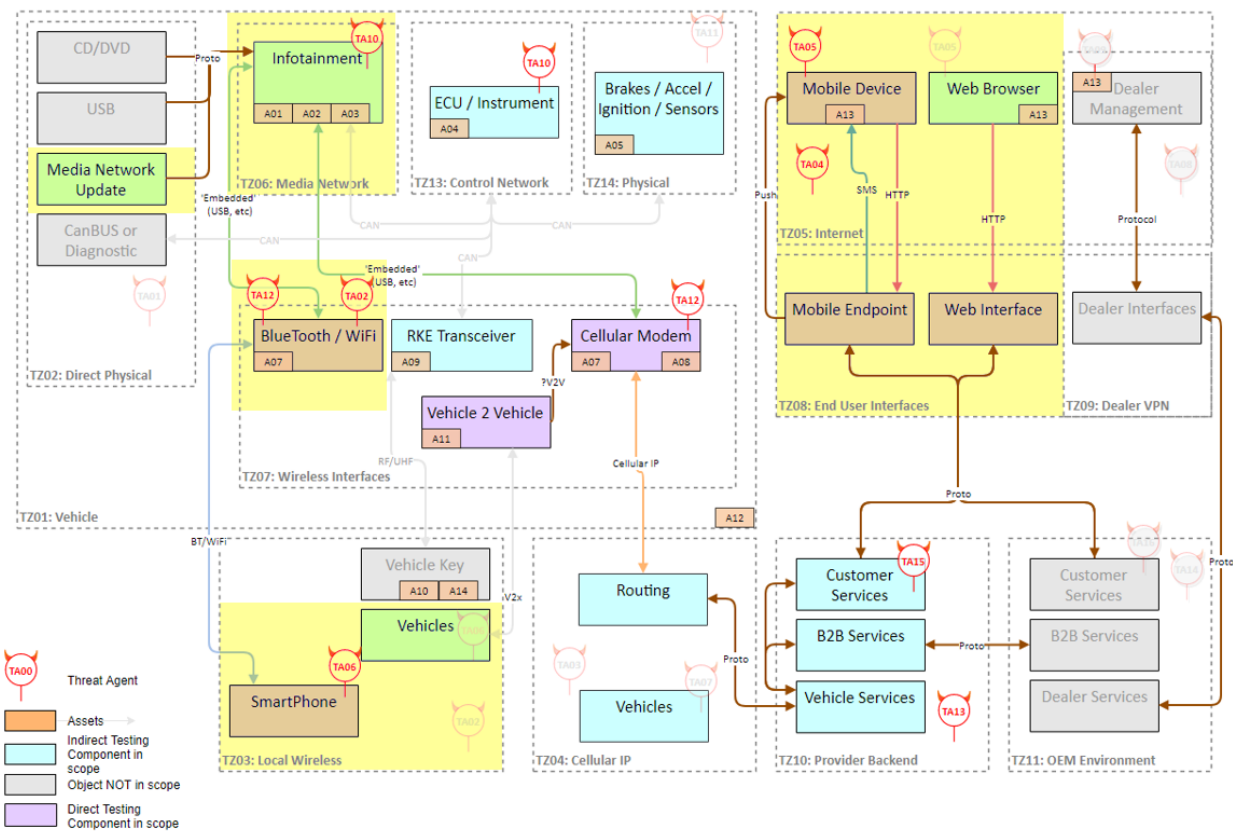 CD/DVD
USB
Media Network
Update
CanBUS or
Diagnostic
TA01
TZ02: Direct Physical
Proto
TA10
Infotainment
A01
A02
A03
TZ06: Media Network
TA10
ECU / Instrument
A04
TZ13: Control Network
TA11
Brakes / Accel /
Ignition / Sensors
A05
TZ14: Physical
'Embedded'
(USB, etc)
CAN
CAN
CAN
CAN
'Embedded'
(USB, etc)
TA12
TA02
BlueTooth / WiFi
A07
RKE Transceiver
A09
TA12
Cellular Modem
A07
A08
?V2V
Vehicle 2 Vehicle
A11
RF/UHF
Cellular IP
TZ07: Wireless Interfaces
TZ01: Vehicle
A12
TA05
Mobile Device
A13
TA05
Web Browser
A13
TA04
Push
SMS
HTTP
HTTP
TZ05: Internet
A13
Dealer
Management
TA08
Protocol
Mobile Endpoint
Web Interface
Dealer Interfaces
TZ08: End User Interfaces
TZ09: Dealer VPN
Proto
Proto
BT/WiFi
Vehicle Key
A10
A14
V2x
Vehicles
TA06
SmartPhone
TA02
TZ03: Local Wireless
Routing
TA03
TA07
Vehicles
TZ04: Cellular IP
Proto
TA15
Customer
Services
B2B Services
Vehicle Services
TA13
TZ10: Provider Backend
Proto
TA14
Customer
Services
B2B Services
Dealer Services
TZ11: OEM Environment
TA00
Threat Agent
Assets
Indirect Testing
Component in
scope
Object NOT in scope
Direct Testing
Component in scope